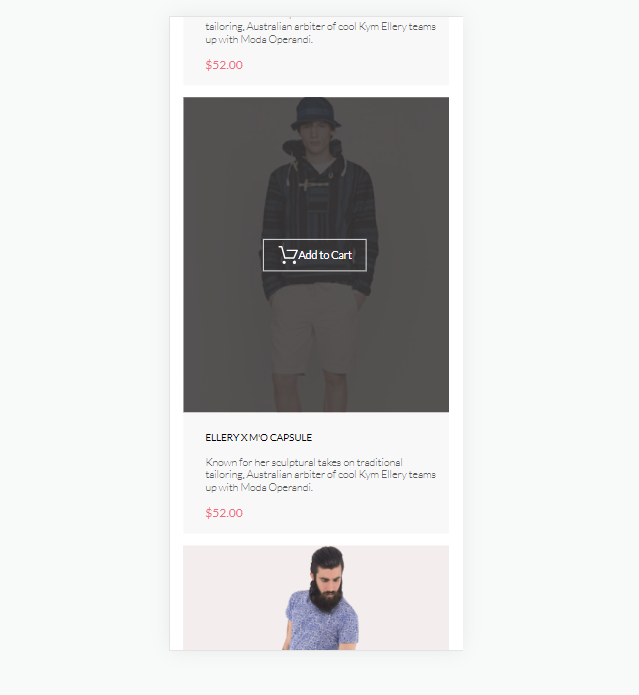 tailoring, Australian arbiter of cool Kym Ellery teams
up with Moda Operandi.
$52.00
Add to Cart
ELLERY X M'O CAPSULE
Known for her sculptural takes on traditional
tailoring, Australian arbiter of cool Kym Ellery teams
up with Moda Operandi.
$52.00